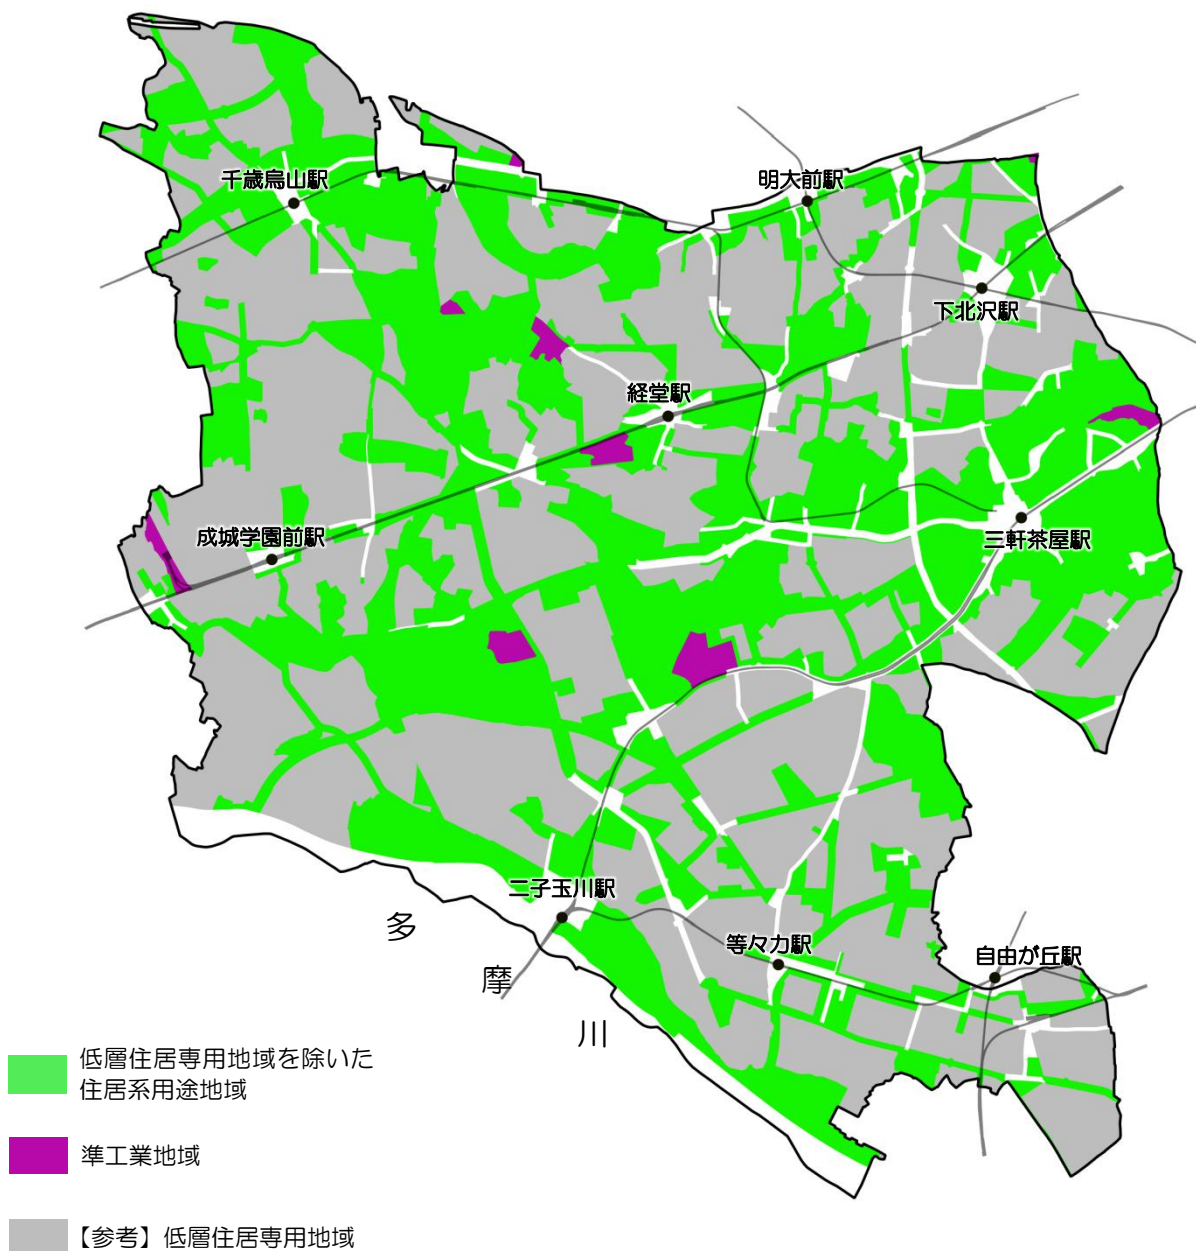 千歳烏山駅
明大前駅
下北沢駅
経堂駅
成城学園前駅
三軒茶屋駅
二子玉川駅
等々力駅
自由が丘駅
多
摩
川
低層住居専用地域を除いた
住居系用途地域
準工業地域
【参考】低層住居専用地域